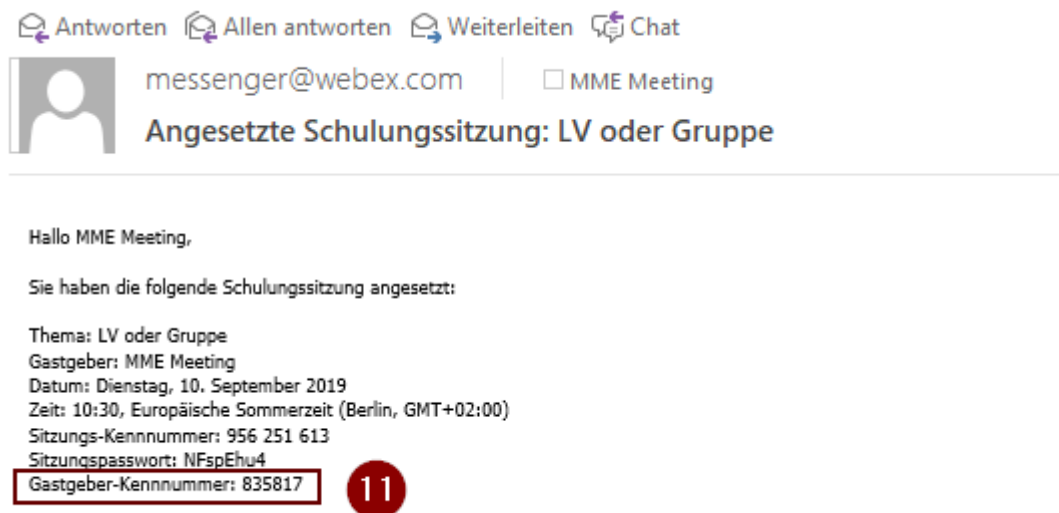 Antworten Allen antworten Weiterleiten Chat
messenger@webex.com MME Meeting
Angesetzte Schulungssitzung: LV oder Gruppe
Hallo MME Meeting,
Sie haben die folgende Schulungssitzung angesetzt:
Thema: LV oder Gruppe
Gastgeber: MME Meeting
Datum: Dienstag, 10. September 2019
Zeit: 10:30, Europäische Sommerzeit (Berlin, GMT+02:00)
Sitzungs-Kennnummer: 956 251 613
Sitzungspasswort: NFspEhu4
Gastgeber-Kennnummer: 835817 11